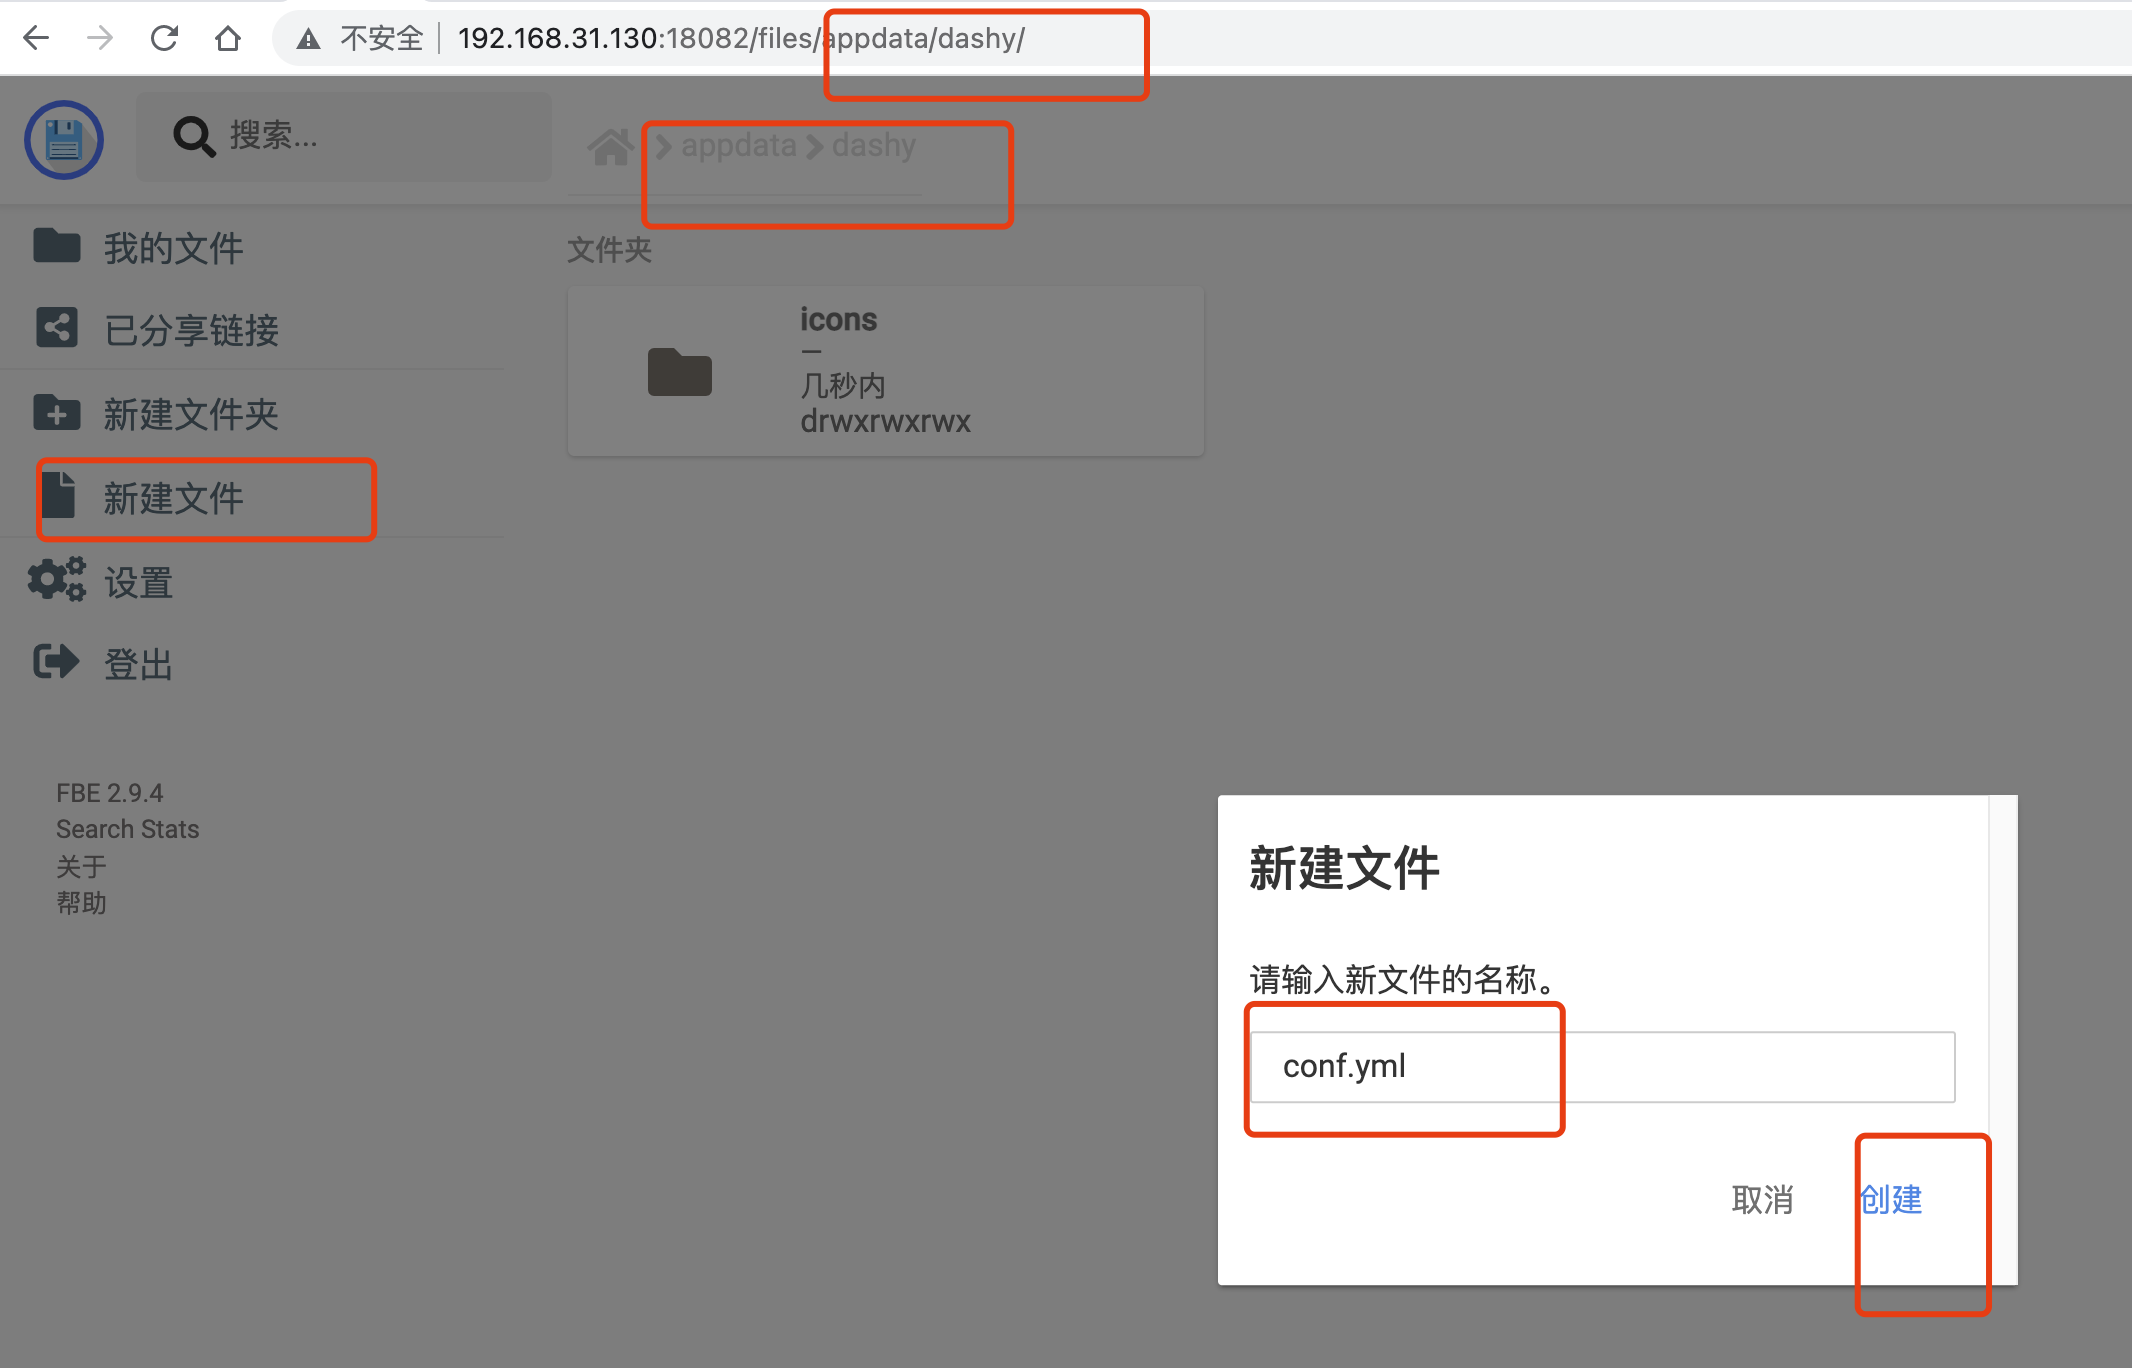 不安全 192.168.31.130:18082/files/appdata/dashy/
搜索...
appdata dashy
我的文件
已分享链接
新建文件夹
新建文件
设置
登出
FBE 2.9.4
Search Stats
关于
帮助
文件夹
icons
—
几秒内
drwxrwxrwx
新建文件
请输入新文件的名称。
conf.yml
取消 创建